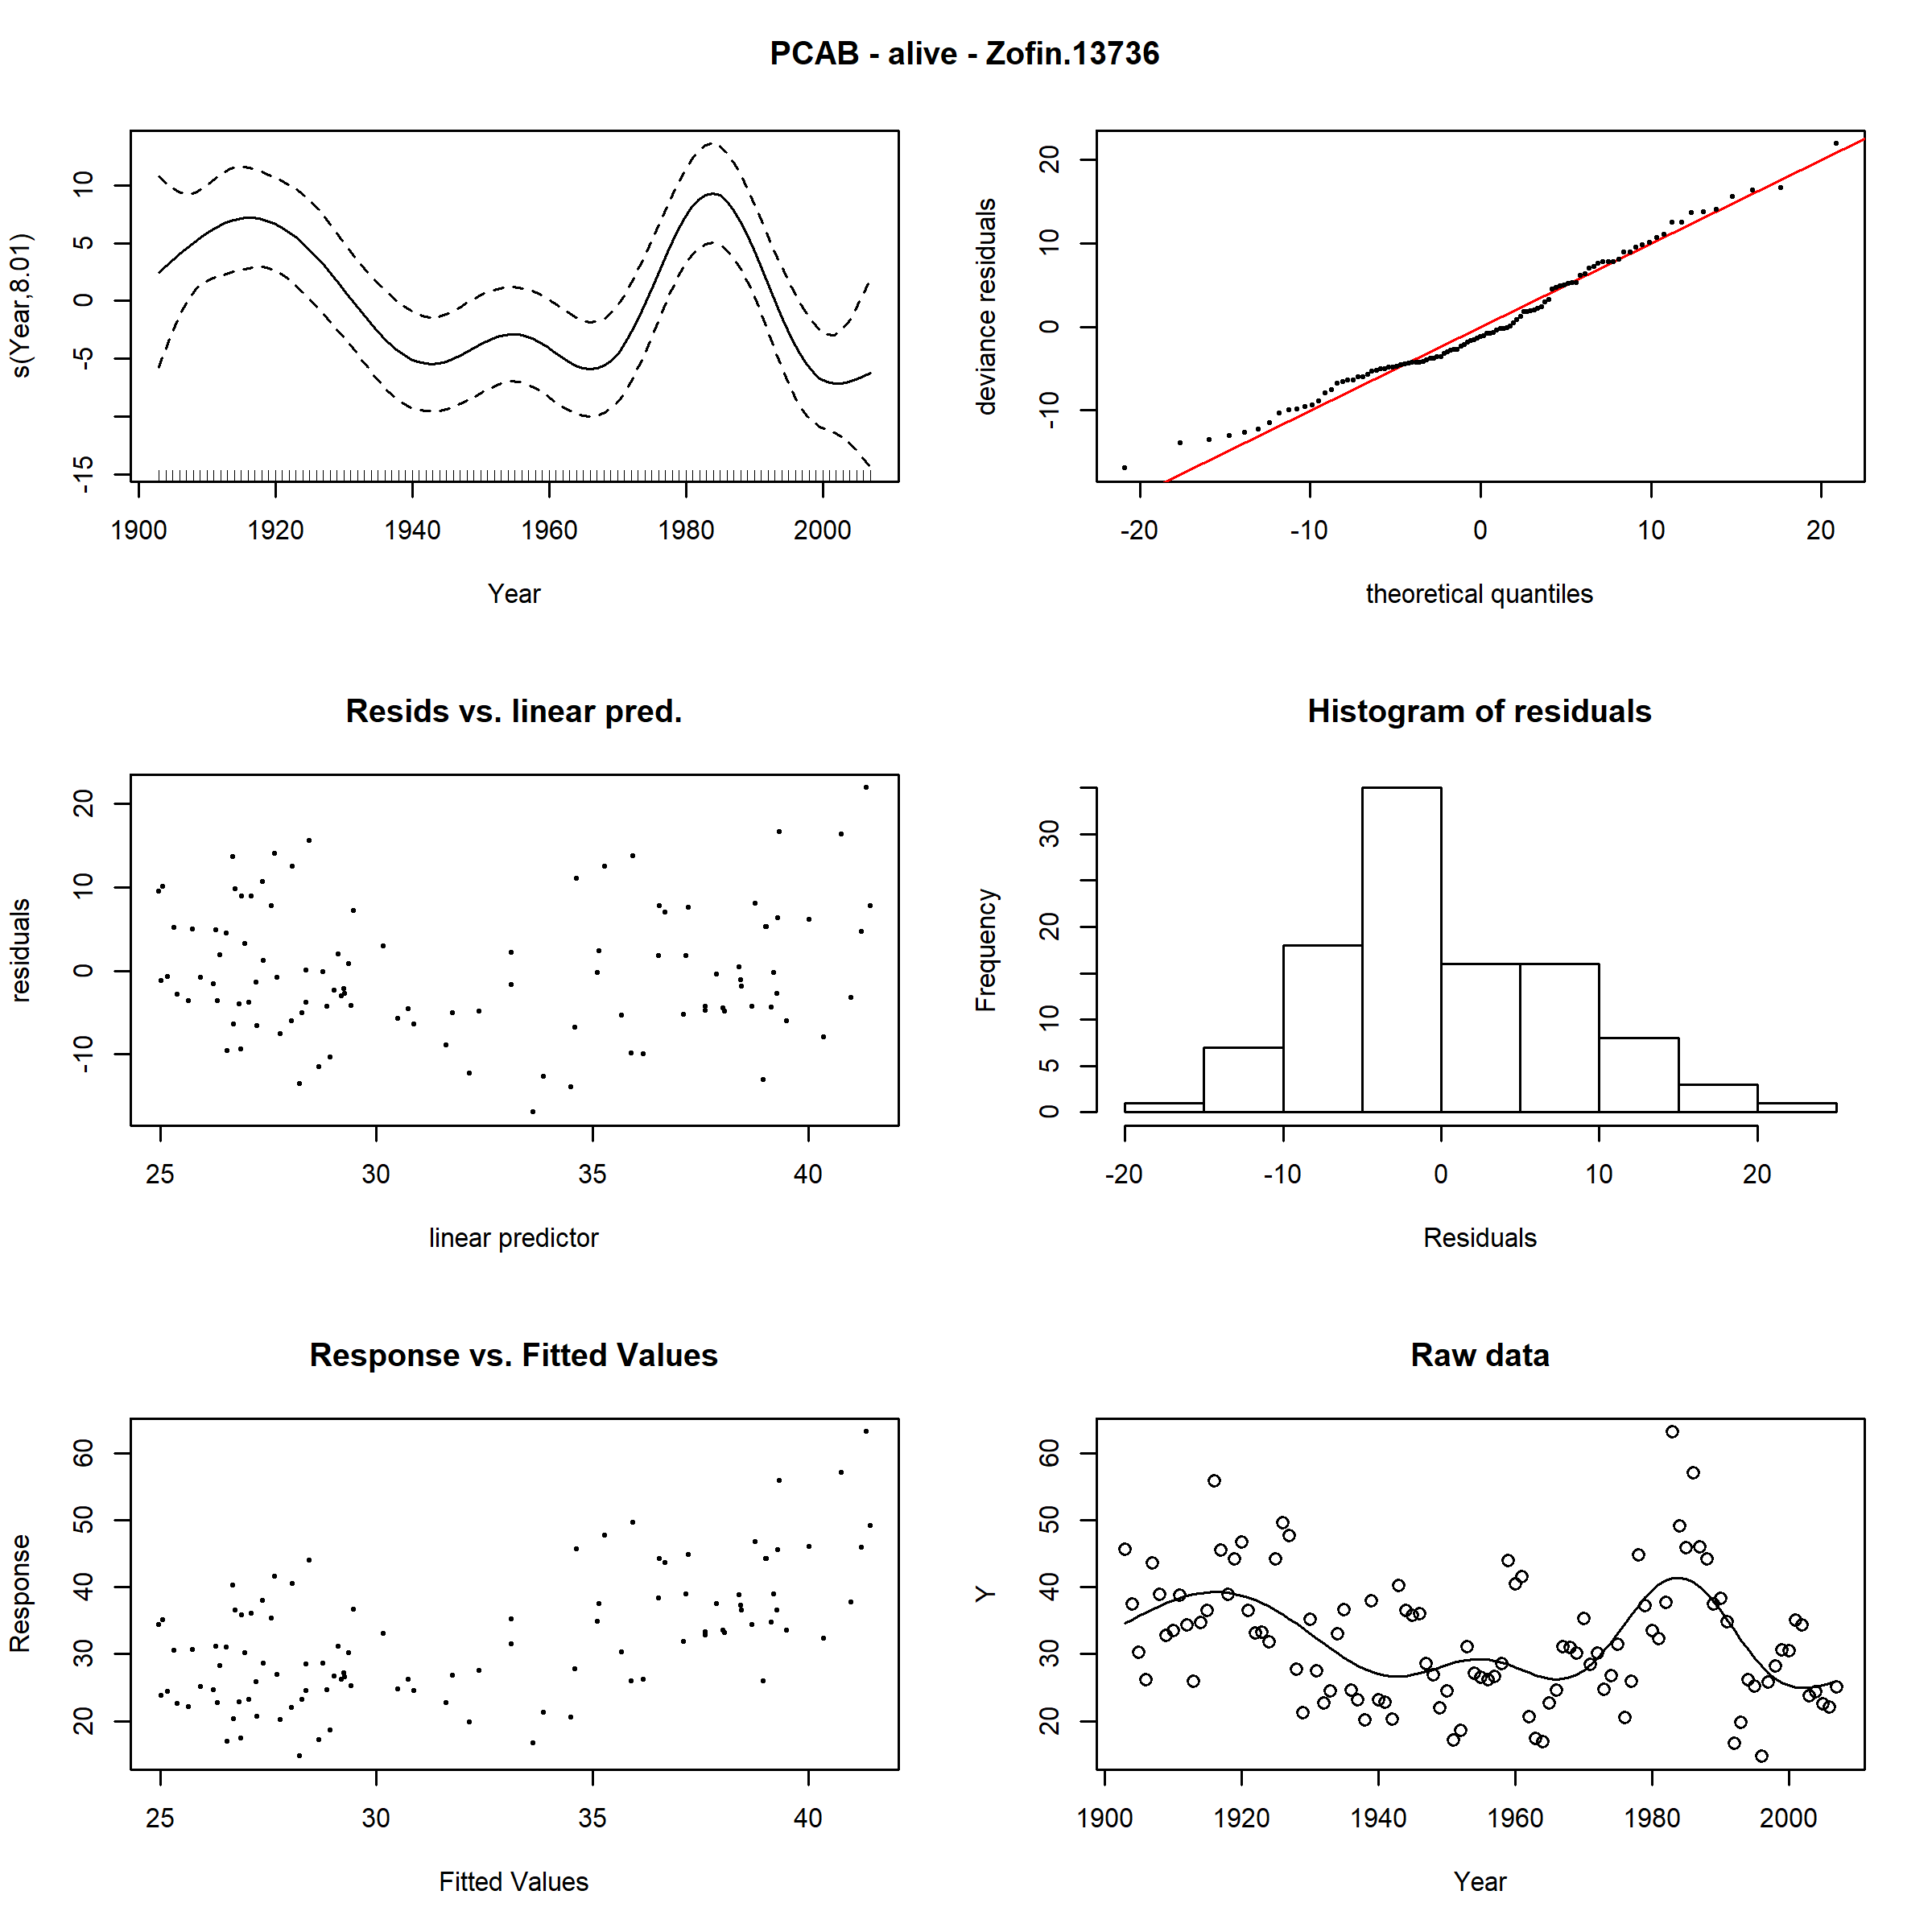 PCAB - alive - Zofin.13736
s(Year,8.01)
10
5
0
-5
-15
1900 1920 1940 1960 1980 2000
Year
deviance residuals
20
10
0
-10
-20 -10 0 10 20
theoretical quantiles
Resids vs. linear pred.
residuals
20
10
0
-10
25 30 35 40
linear predictor
Histogram of residuals
Frequency
30
20
10
5
0
-20 -10 0 10 20
Residuals
Response vs. Fitted Values
Response
60
50
40
30
20
25 30 35 40
Fitted Values
Raw data
Y
60
50
40
30
20
1900 1920 1940 1960 1980 2000
Year